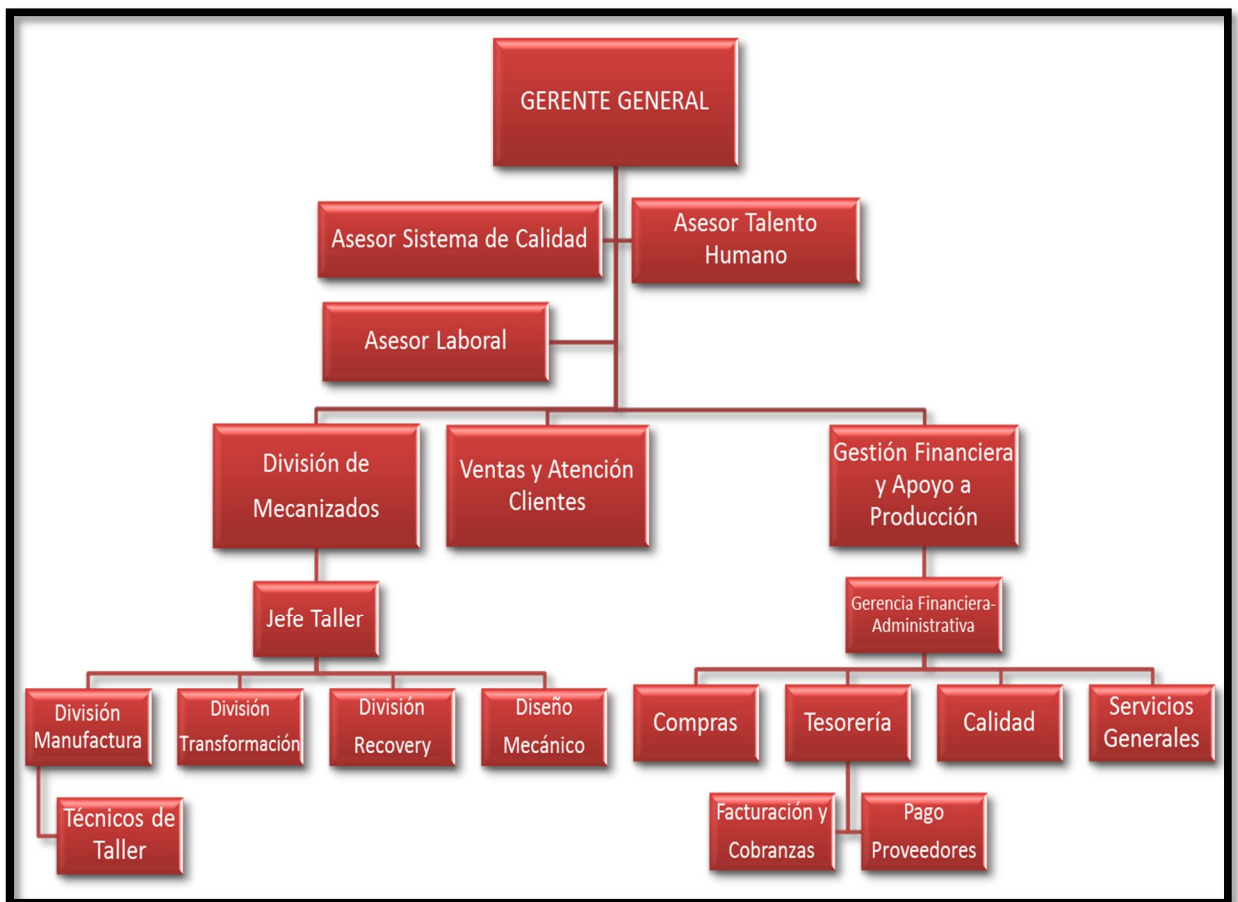 GERENTE GENERAL
Asesor Sistema de Calidad
Asesor Talento
Humano
Asesor Laboral
División de
Mecanizados
Ventas y Atención
Clientes
Gestión Financiera
y Apoyo a
Producción
Jefe Taller
Gerencia Financiera-
Administrativa
División
Manufactura
División
Transformación
División
Recovery
Diseño
Mecánico
Compras
Tesorería
Calidad
Servicios
Generales
Técnicos de
Taller
Facturación y
Cobranzas
Pago
Proveedores